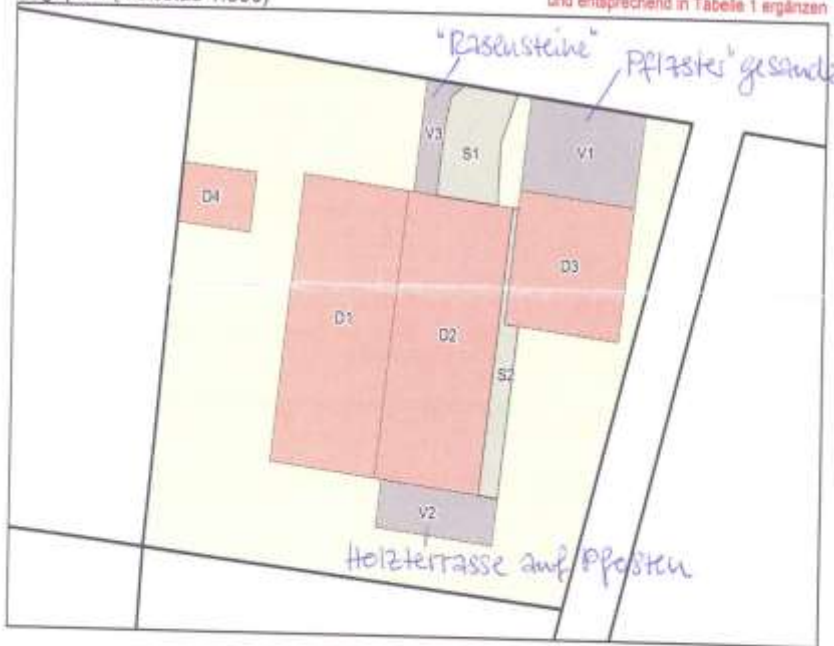 und entsprechend in Tabelle 1 ergänzen
"Rasensteine"
Pflaster" gesande
V3
S1
V1
D4
D3
D1
D2
S2
V2
Holzterrasse auf Pfosten